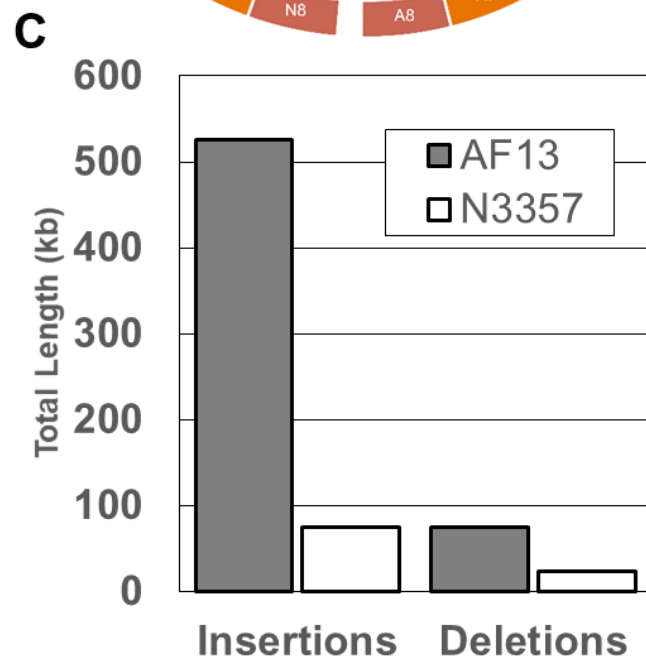 N8
A8
C
600
500
400
300
200
100
0
Total Length (kb)
AF13
N3357
Insertions
Deletions